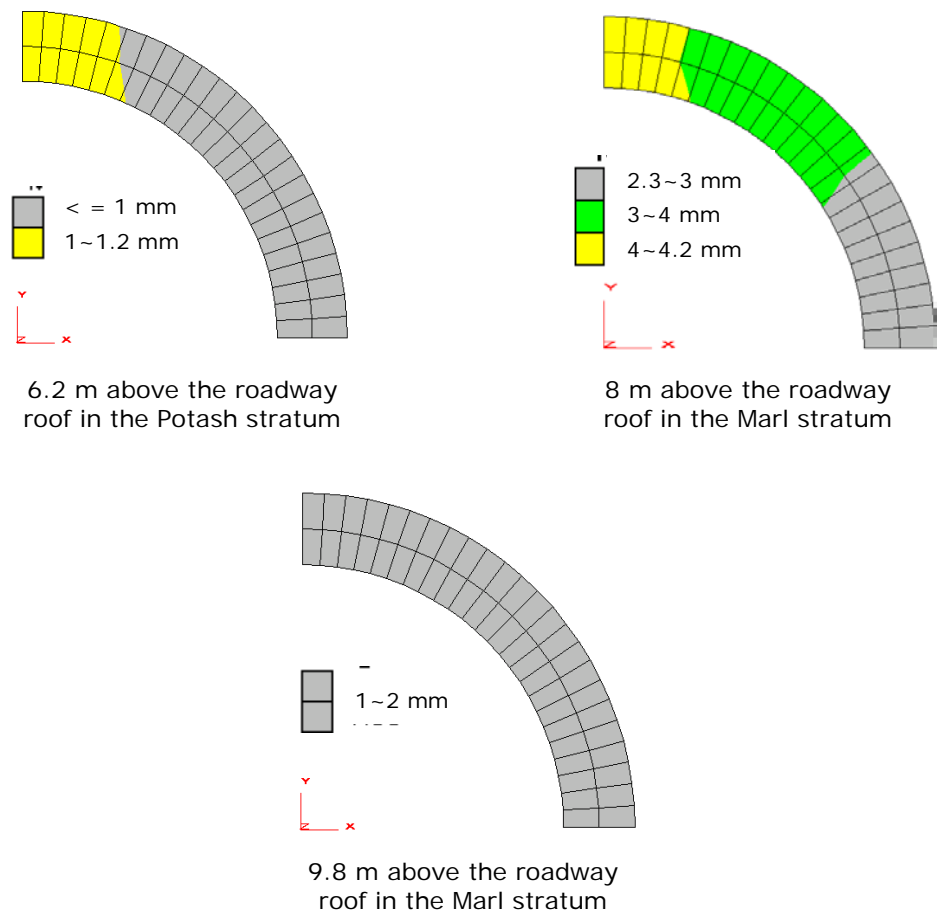 < = 1 mm
1~1.2 mm
Y
Z
X
6.2 m above the roadway
roof in the Potash stratum
2.3~3 mm
3~4 mm
4~4.2 mm
Y
Z
X
8 m above the roadway
roof in the Marl stratum
1~2 mm
Y
Z
X
9.8 m above the roadway
roof in the Marl stratum